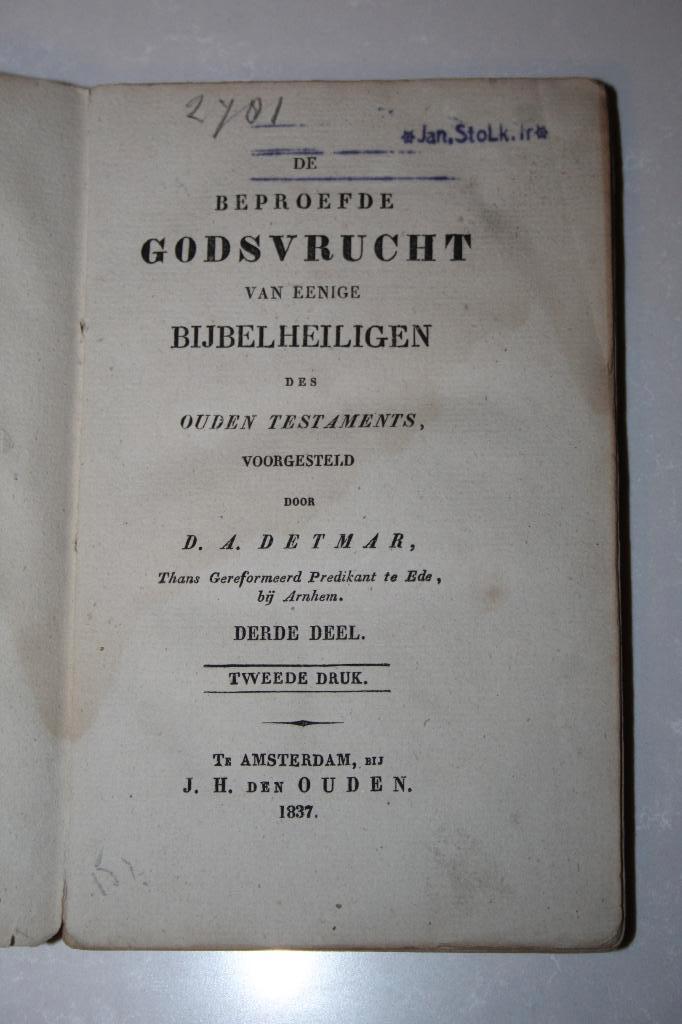 2701
*Jan,StoLk.Jr*
DE
BEPROEFDE
GODSVRUCHT
VAN EENIGE
BIJBELHEILIGEN
DES
OUDEN TESTAMENTS,
VOORGESTELD
DOOR
D. A. DETMAR,
Thans Gereformeerd Predikant te Ede,
bij Arnhem.
DERDE DEEL.
TWEEDE DRUK.
TE AMSTERDAM, BIJ
J. H. DEN OUDEN.
1837.